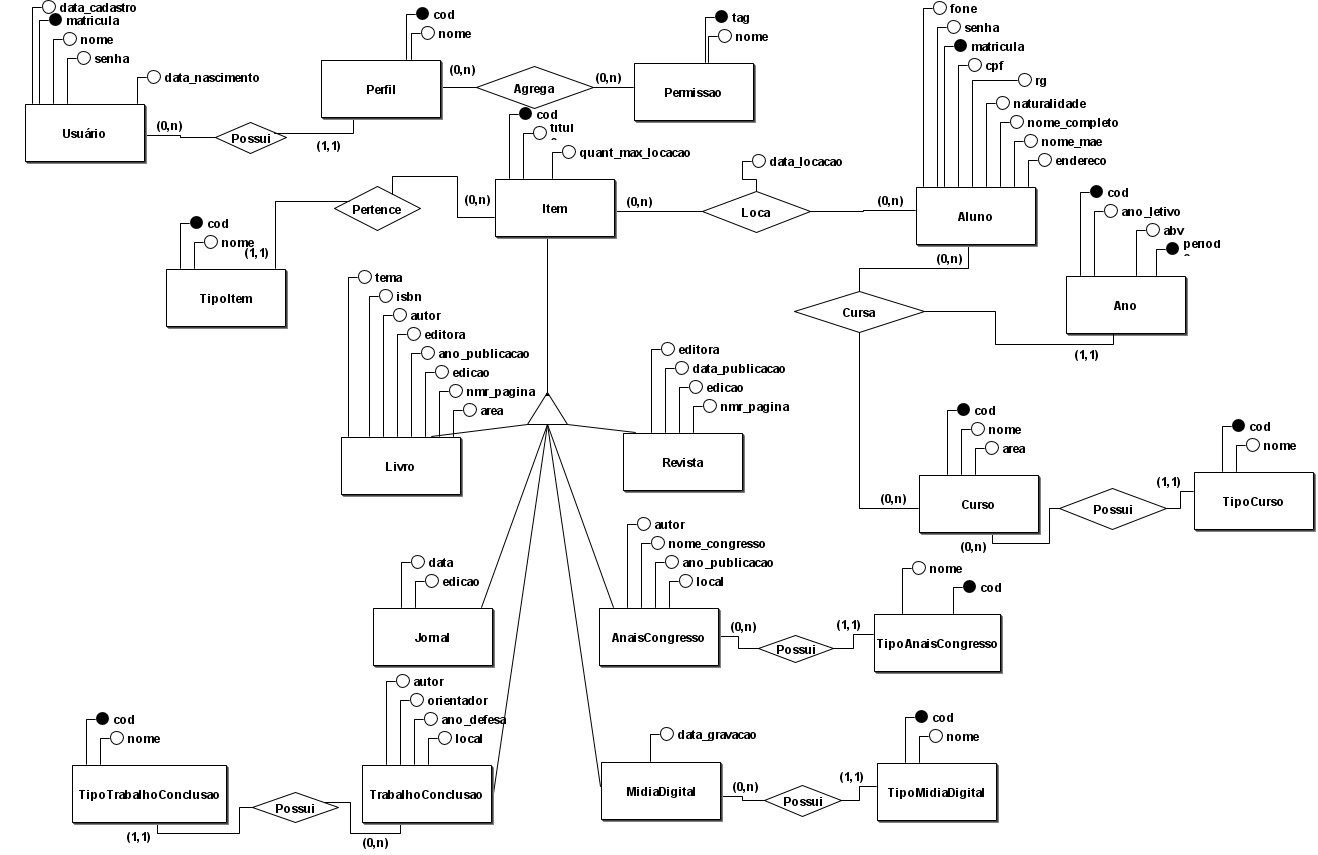 data_cadastro
matricula
nome
senha
data_nascimento
Usuário
(0,n)
Possui
(1,1)
cod
nome
Perfil
(0,n)
Agrega
(0,n)
tag
nome
Permissao
cod
titul
quant_max_locacao
Item
(0,n)
Pertence
(1,1)
cod
nome
TipoItem
(0,n)
data_locacao
Loca
(0,n)
fone
senha
matricula
cpf
rg
naturalidade
nome_completo
nome_mae
endereco
Aluno
(0,n)
cod
ano_letivo
abv
period
Ano
Cursa
(1,1)
(0,n)
cod
nome
area
Curso
(0,n)
Possui
(1,1)
cod
nome
TipoCurso
tema
isbn
autor
editora
ano_publicacao
edicao
nmr_pagina
area
Livro
editora
data_publicacao
edicao
nmr_pagina
Revista
data
edicao
Jornal
autor
nome_congresso
ano_publicacao
local
AnaisCongresso
(0,n)
Possui
(1,1)
nome
cod
TipoAnaisCongresso
cod
nome
TipoTrabalhoConclusao
(1,1)
Possui
(0,n)
autor
orientador
ano_defesa
local
TrabalhoConclusao
data_gravacao
MidiaDigital
(0,n)
Possui
(1,1)
cod
nome
TipoMidiaDigital